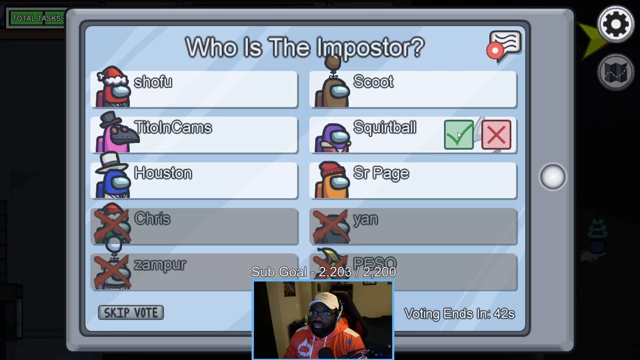 TOTAL TASKS
Who Is The Impostor?
shofu
Scoot
TitoInCams
Squirtball
Houston
Sr Page
Chris
yan
zampur
PESO
Sub Goal - 2,203 / 2,200
SKIP VOTE
Voting Ends In: 42s